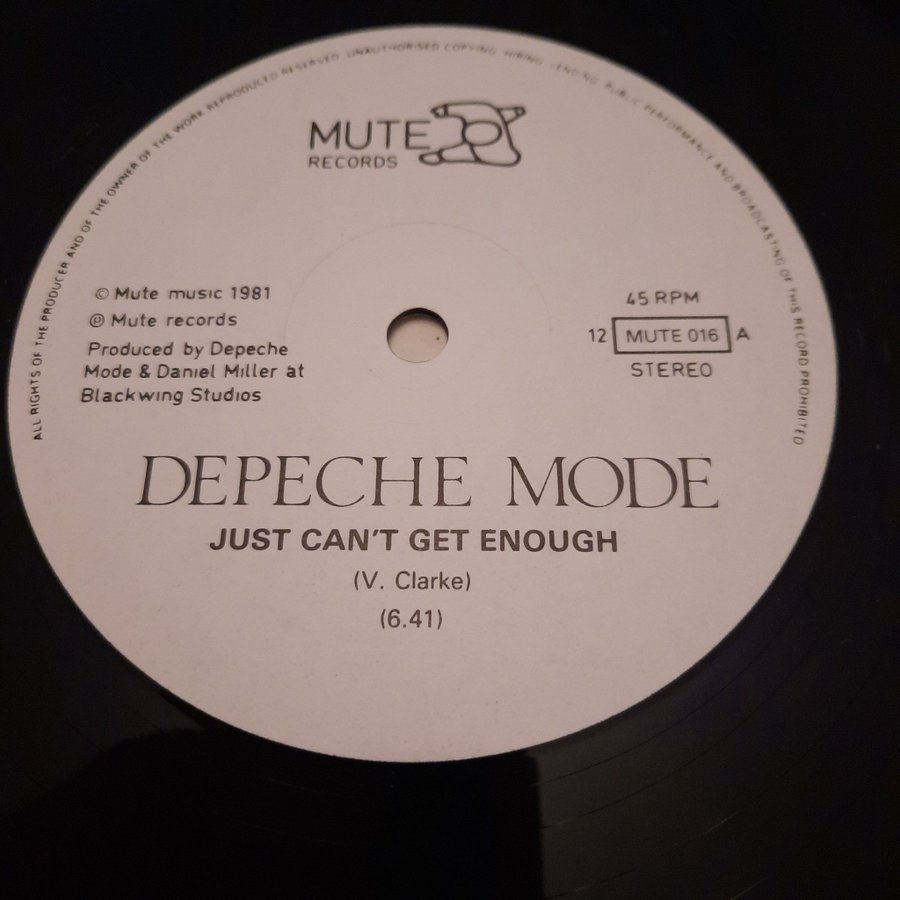 ALL RIGHTS OF THE PRODUCER AND OF THE OWNER OF THE WORK REPRODUCED RESERVED. UNAUTHORISED COPYING, HIRING, LENDING, PUBLIC PERFORMANCE AND BROADCASTING OF THIS RECORD PROHIBITED
MUTE
RECORDS
© Mute music 1981
℗ Mute records
Produced by Depeche
Mode & Daniel Miller at
Blackwing Studios
45 RPM
12 MUTE 016 A
STEREO
DEPECHE MODE
JUST CAN'T GET ENOUGH
(V. Clarke)
(6.41)